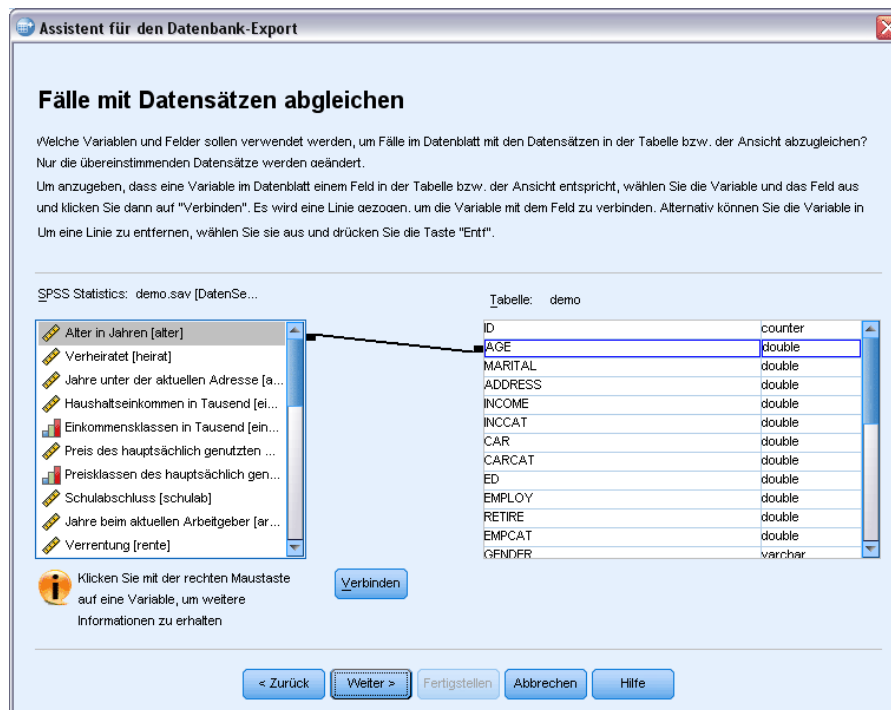 Assistent für den Datenbank-Export
Fälle mit Datensätzen abgleichen
Welche Variablen und Felder sollen verwendet werden, um Fälle im Datenblatt mit den Datensätzen in der Tabelle bzw. der Ansicht abzugleichen?
Nur die übereinstimmenden Datensätze werden geändert.
Um anzugeben, dass eine Variable im Datenblatt einem Feld in der Tabelle bzw. der Ansicht entspricht, wählen Sie die Variable und das Feld aus
und klicken Sie dann auf "Verbinden". Es wird eine Linie gezogen, um die Variable mit dem Feld zu verbinden. Alternativ können Sie die Variable in
Um eine Linie zu entfernen, wählen Sie sie aus und drücken Sie die Taste "Entf".
SPSS Statistics: demo.sav [DatenSe...
Alter in Jahren [alter]
Verheiratet [heirat]
Jahre unter der aktuellen Adresse [a...
Haushaltseinkommen in Tausend [ei...
Einkommensklassen in Tausend [ein...
Preis des hauptsächlich genutzten ...
Preisklassen des hauptsächlich gen...
Schulabschluss [schulab]
Jahre beim aktuellen Arbeitgeber [ar...
Verrentung [rente]
Tabelle: demo
ID counter
AGE double
MARITAL double
ADDRESS double
INCOME double
INCCAT double
CAR double
CARCAT double
ED double
EMPLOY double
RETIRE double
EMPCAT double
GENDER varchar
Klicken Sie mit der rechten Maustaste
auf eine Variable, um weitere
Informationen zu erhalten
Verbinden
< Zurück Weiter > Fertigstellen Abbrechen Hilfe